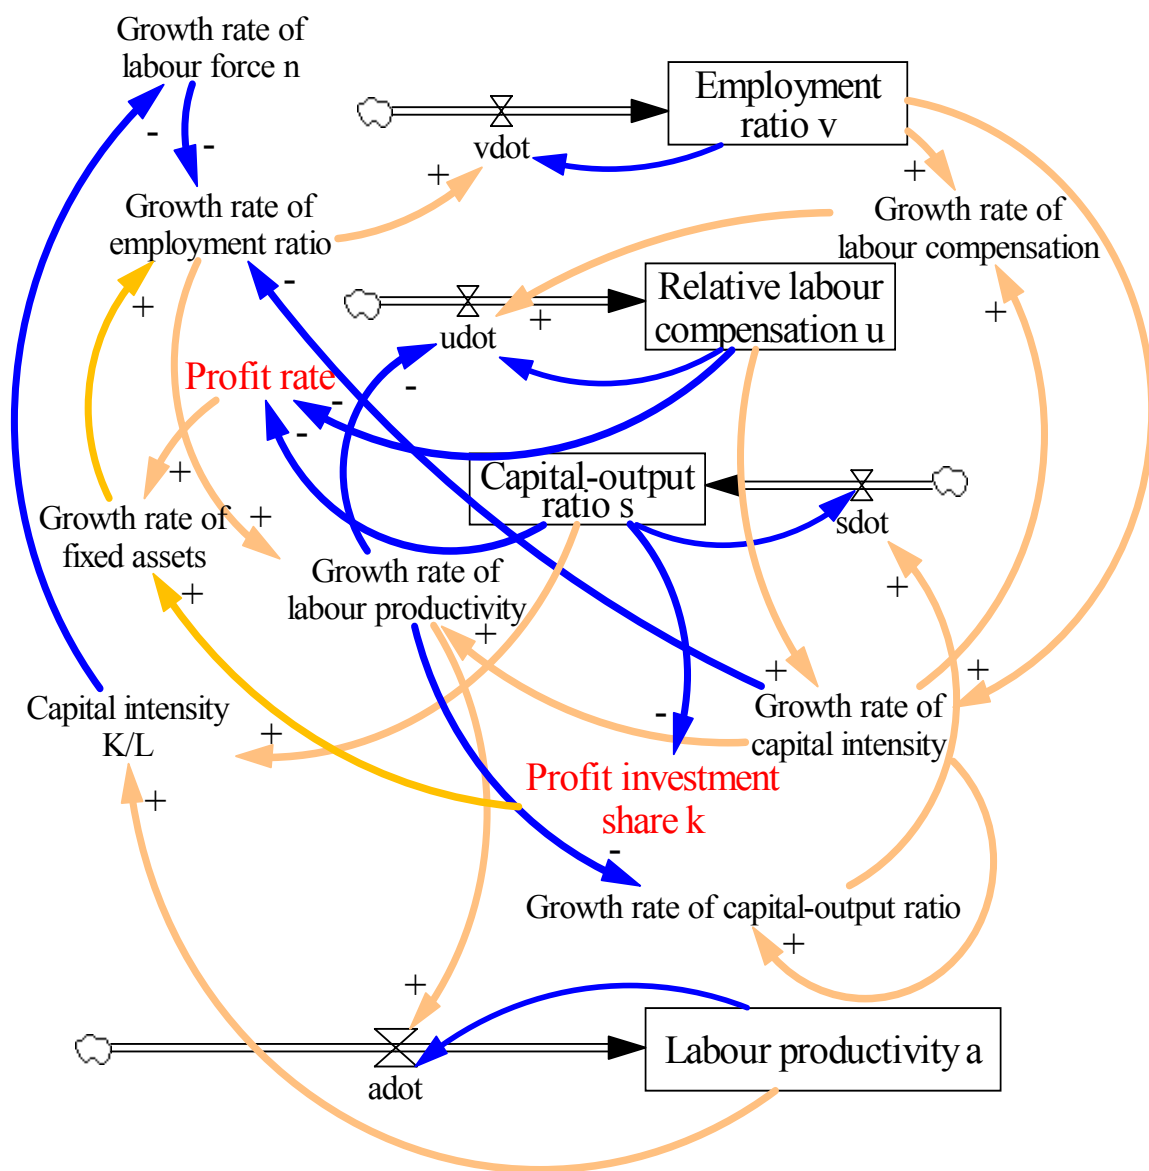 Growth rate of
labour force n
-
-
Employment
ratio v
vdot
+
+
Growth rate of
employment ratio
Growth rate of
labour compensation
-
+
+
Relative labour
compensation u
+
udot
Profit rate
-
-
-
+
Capital-output
ratio s
sdot
Growth rate of
fixed assets
+
Growth rate of
labour productivity
+
+
+
+
+
Capital intensity
K/L
+
-
Growth rate of
capital intensity
Profit investment
share k
+
-
Growth rate of capital-output ratio
+
+
Labour productivity a
adot